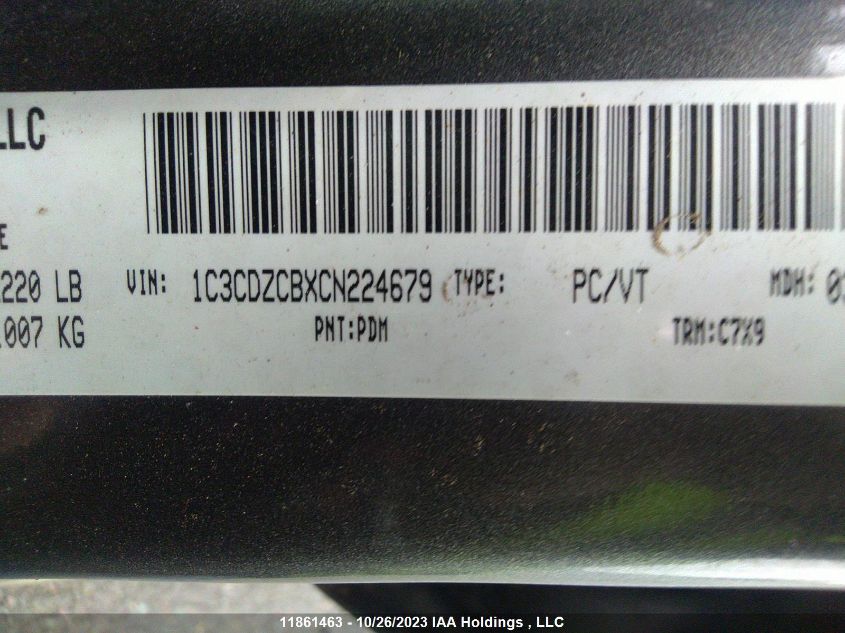 LLC
E
220 LB VIN: 1C3CDZCBXCN224679 TYPE: PC/VT MDH: 0
007 KG PNT:PDM TRM:C7X9
11861463 - 10/26/2023 IAA Holdings , LLC